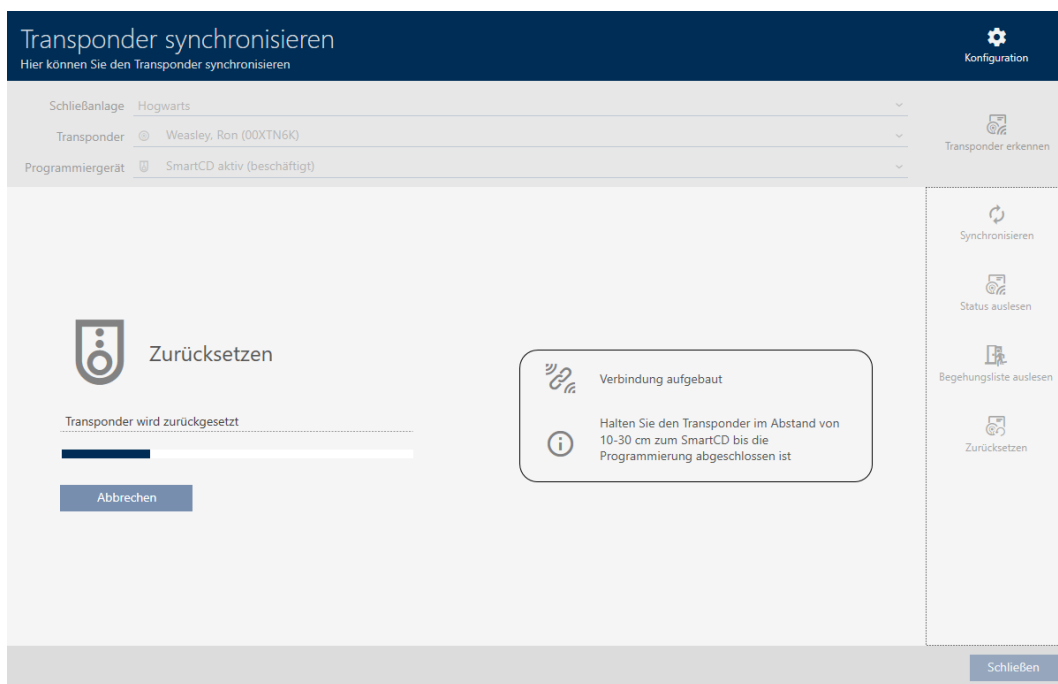 Transponder synchronisieren
Hier können Sie den Transponder synchronisieren
Konfiguration
Schließanlage Hogwarts
Transponder Weasley, Ron (00XTN6K)
Programmiergerät SmartCD aktiv (beschäftigt)
Transponder erkennen
Synchronisieren
Status auslesen
Begehungsliste auslesen
Zurücksetzen
Zurücksetzen
Transponder wird zurückgesetzt
Abbrechen
Verbindung aufgebaut
Halten Sie den Transponder im Abstand von
10-30 cm zum SmartCD bis die
Programmierung abgeschlossen ist
Schließen